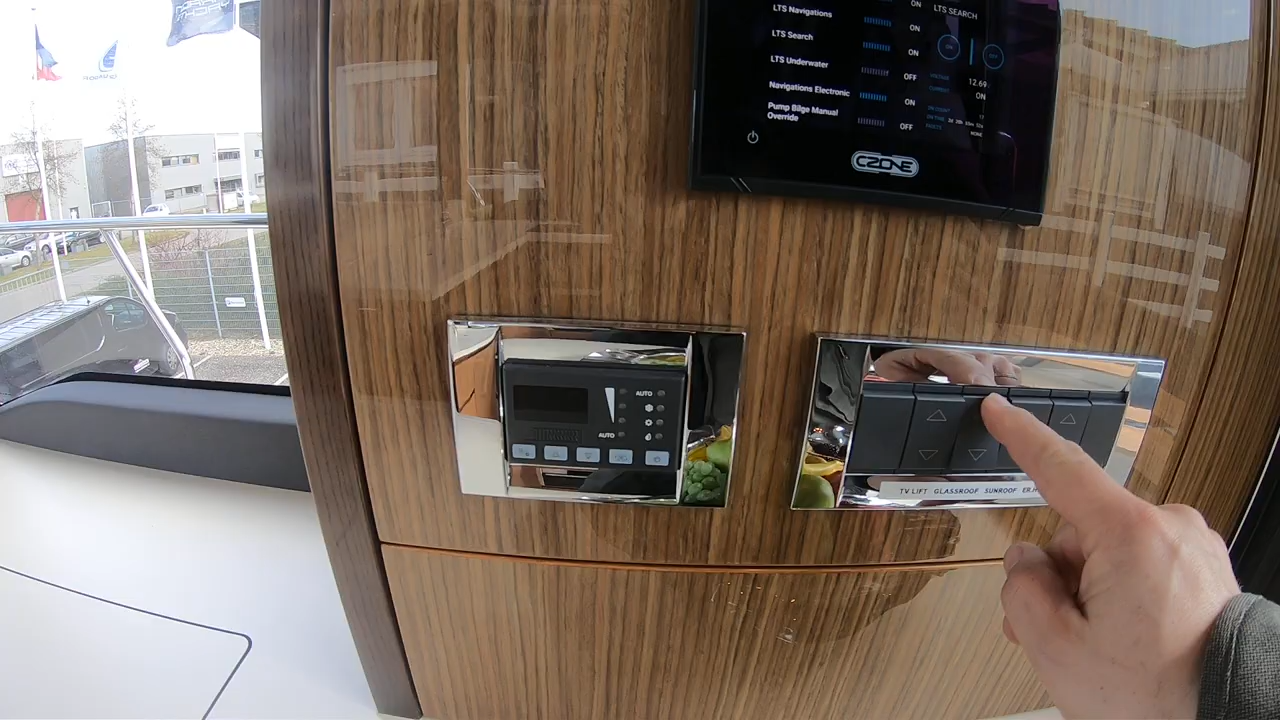 ON
LTS SEARCH
LTS Navigations
ON
LTS Search
ON
LTS Underwater
OFF
12.69
Navigations Electronic
ON
ON
Pump Bilge Manual
Override
OFF
CZONE
AUTO
AUTO
TV LIFT GLASSROOF SUNROOF